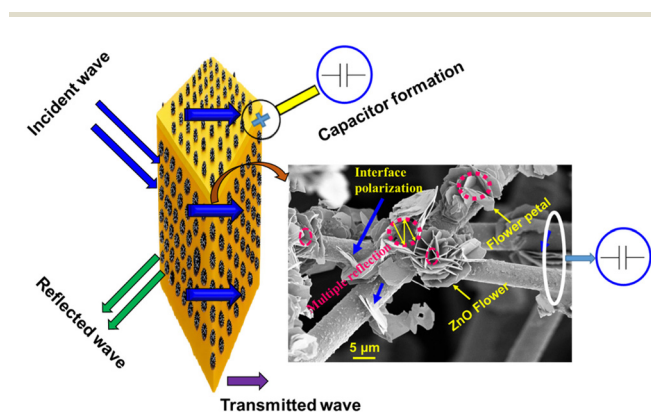 Incident wave
Capacitor formation
Interface
polarization
Flower petal
Multiple reflection
ZnO Flower
5 µm
Reflected wave
Transmitted wave